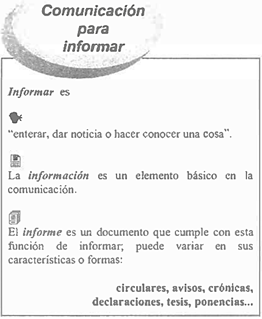 Comunicación
para
informar
Informar es
"enterar, dar noticia o hacer conocer una cosa".
La información es un elemento básico en la
comunicación.
El informe es un documento que cumple con esta
función de informar; puede variar en sus
características o formas:
circulares, avisos, crónicas,
declaraciones, tesis, ponencias...